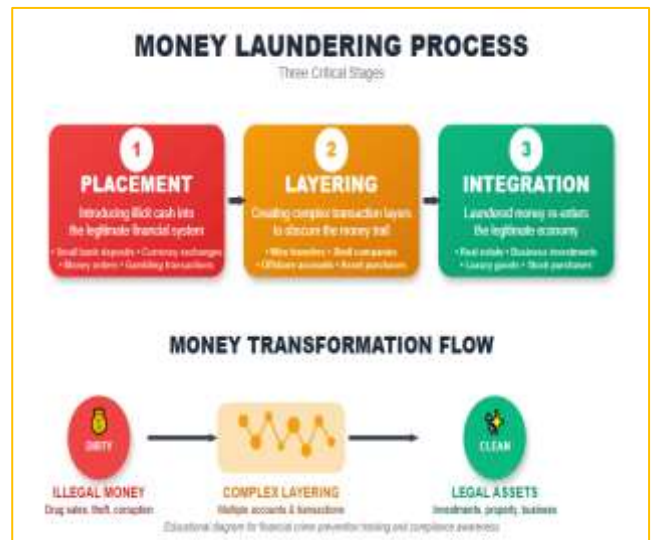 MONEY LAUNDERING PROCESS
Three Critical Stages
1
PLACEMENT
Introducing illicit cash into
the legitimate financial system
• Small bank deposits • Currency exchanges
• Money orders • Gambling transactions
2
LAYERING
Creating complex transaction layers
to obscure the money trail
• Wire transfers • Shell companies
• Offshore accounts • Asset purchases
3
INTEGRATION
Laundered money re-enters
the legitimate economy
• Real estate • Business investments
• Luxury goods • Stock purchases
MONEY TRANSFORMATION FLOW
DIRTY
CLEAN
ILLEGAL MONEY
Drug sales, theft, corruption
COMPLEX LAYERING
Multiple accounts & transactions
LEGAL ASSETS
Investments, property, business
Educational diagram for financial crime prevention training and compliance awareness